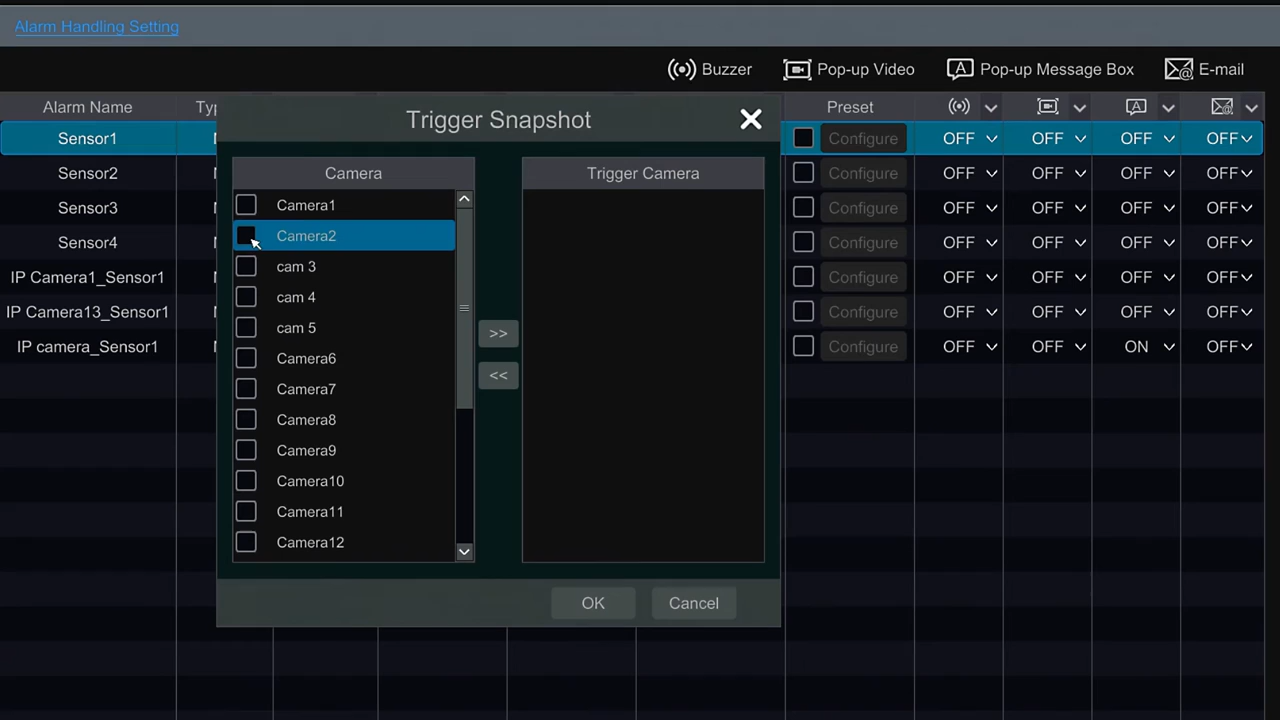 Alarm Handling Setting
Buzzer Pop-up Video Pop-up Message Box E-mail
Alarm Name Preset
Trigger Snapshot
Sensor1 Configure OFF OFF OFF OFF
Camera Trigger Camera
Sensor2 Configure OFF OFF OFF OFF
Camera1
Sensor3 Configure OFF OFF OFF OFF
Camera2
Sensor4 Configure OFF OFF OFF OFF
cam 3
IP Camera1_Sensor1 Configure OFF OFF OFF OFF
cam 4
IP Camera13_Sensor1 Configure OFF OFF OFF OFF
cam 5
>>
IP camera_Sensor1 Configure OFF OFF ON OFF
Camera6
<<
Camera7
Camera8
Camera9
Camera10
Camera11
Camera12
OK Cancel